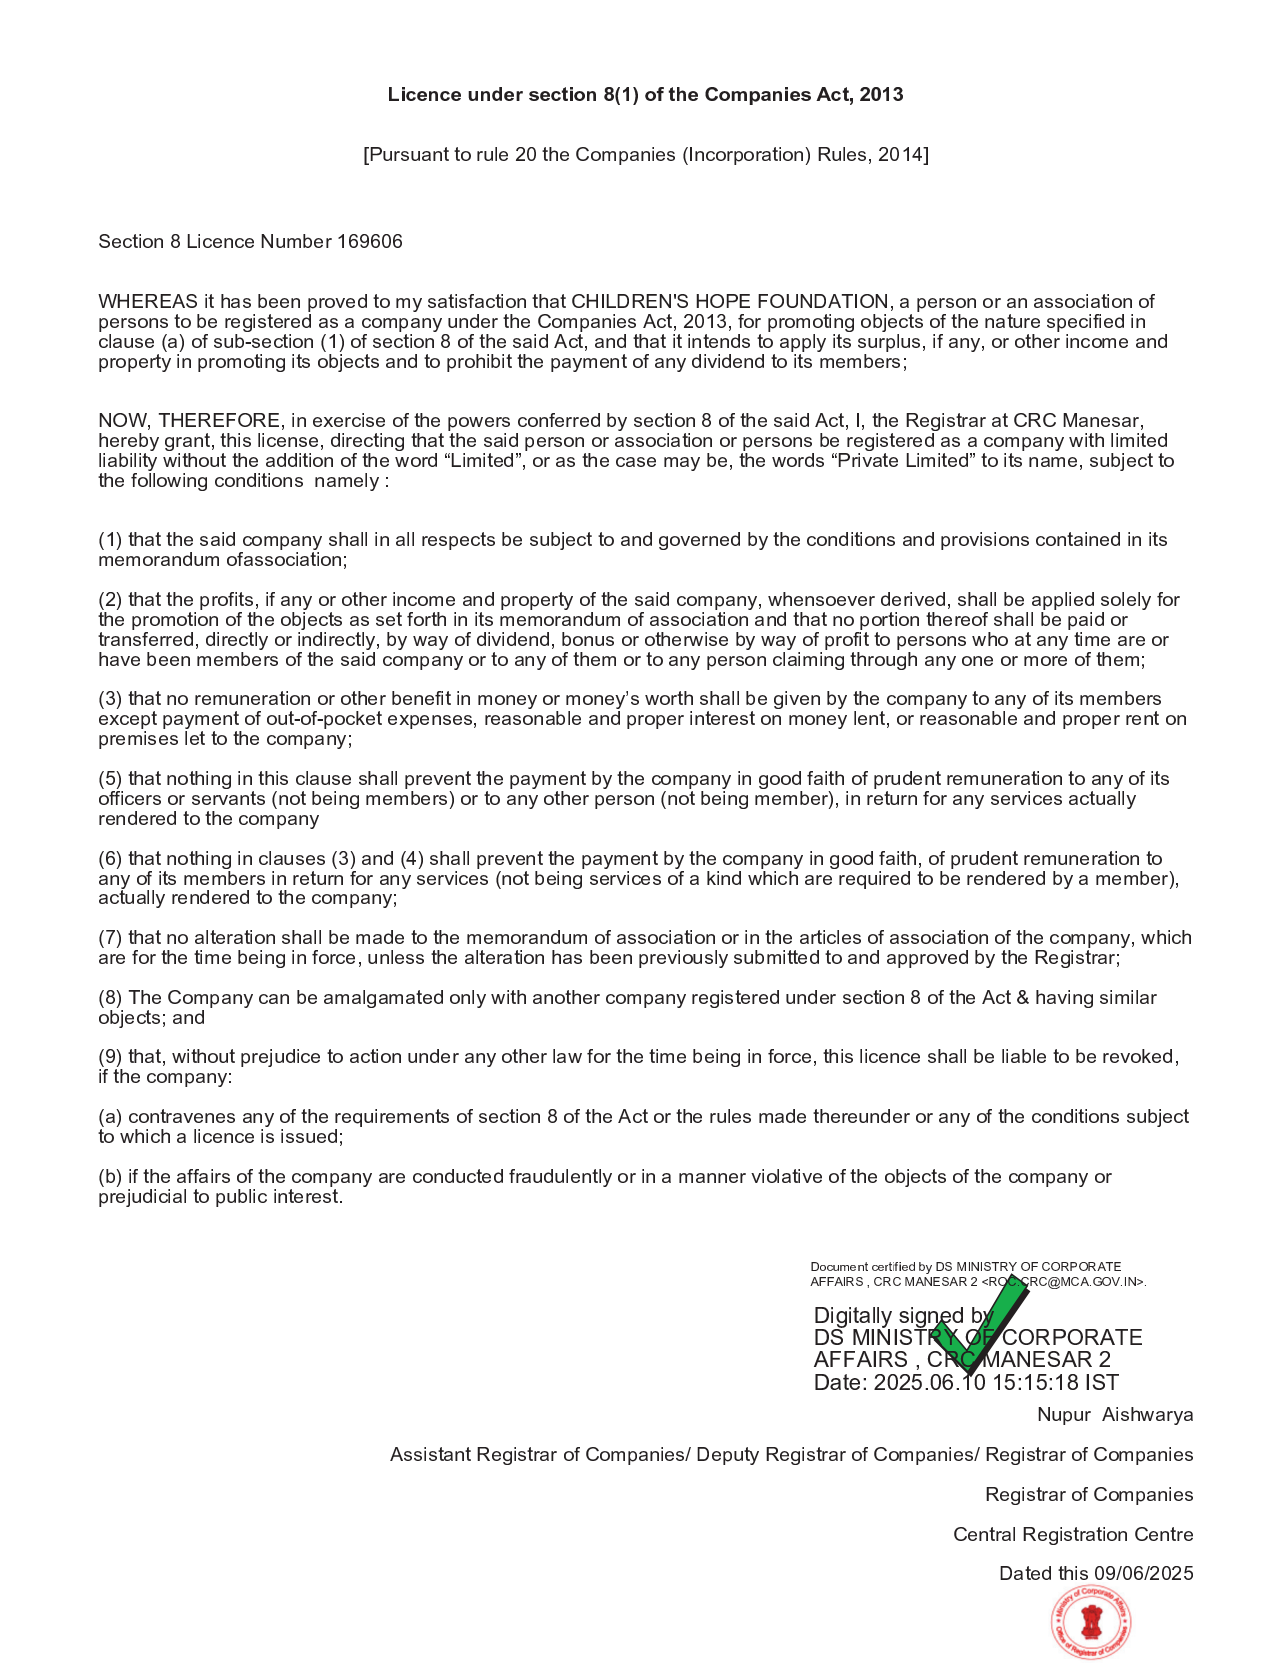 Licence under section 8(1) of the Companies Act, 2013
[Pursuant to rule 20 the Companies (Incorporation) Rules, 2014]
Section 8 Licence Number 169606
WHEREAS it has been proved to my satisfaction that CHILDREN'S HOPE FOUNDATION, a person or an association of
persons to be registered as a company under the Companies Act, 2013, for promoting objects of the nature specified in
clause (a) of sub-section (1) of section 8 of the said Act, and that it intends to apply its surplus, if any, or other income and
property in promoting its objects and to prohibit the payment of any dividend to its members;
NOW, THEREFORE, in exercise of the powers conferred by section 8 of the said Act, I, the Registrar at CRC Manesar,
hereby grant, this license, directing that the said person or association or persons be registered as a company with limited
liability without the addition of the word “Limited”, or as the case may be, the words “Private Limited” to its name, subject to
the following conditions  namely :
(1) that the said company shall in all respects be subject to and governed by the conditions and provisions contained in its
memorandum ofassociation;
(2) that the profits, if any or other income and property of the said company, whensoever derived, shall be applied solely for
the promotion of the objects as set forth in its memorandum of association and that no portion thereof shall be paid or
transferred, directly or indirectly, by way of dividend, bonus or otherwise by way of profit to persons who at any time are or
have been members of the said company or to any of them or to any person claiming through any one or more of them;
(3) that no remuneration or other benefit in money or money’s worth shall be given by the company to any of its members
except payment of out-of-pocket expenses, reasonable and proper interest on money lent, or reasonable and proper rent on
premises let to the company;
(5) that nothing in this clause shall prevent the payment by the company in good faith of prudent remuneration to any of its
officers or servants (not being members) or to any other person (not being member), in return for any services actually
rendered to the company
(6) that nothing in clauses (3) and (4) shall prevent the payment by the company in good faith, of prudent remuneration to
any of its members in return for any services (not being services of a kind which are required to be rendered by a member),
actually rendered to the company;
(7) that no alteration shall be made to the memorandum of association or in the articles of association of the company, which
are for the time being in force, unless the alteration has been previously submitted to and approved by the Registrar;
(8) The Company can be amalgamated only with another company registered under section 8 of the Act & having similar
objects; and
(9) that, without prejudice to action under any other law for the time being in force, this licence shall be liable to be revoked,
if the company:
(a) contravenes any of the requirements of section 8 of the Act or the rules made thereunder or any of the conditions subject
to which a licence is issued;
(b) if the affairs of the company are conducted fraudulently or in a manner violative of the objects of the company or
prejudicial to public interest.
Document certified by DS MINISTRY OF CORPORATE
AFFAIRS , CRC MANESAR 2 <ROC.CRC@MCA.GOV.IN>.
Digitally signed by
DS MINISTRY OF CORPORATE
AFFAIRS , CRC MANESAR 2
Date: 2025.06.10 15:15:18 IST
Nupur  Aishwarya
Assistant Registrar of Companies/ Deputy Registrar of Companies/ Registrar of Companies
Registrar of Companies
Central Registration Centre
Dated this 09/06/2025
Ministry of Corporate Affairs
Office of Registrar of Companies